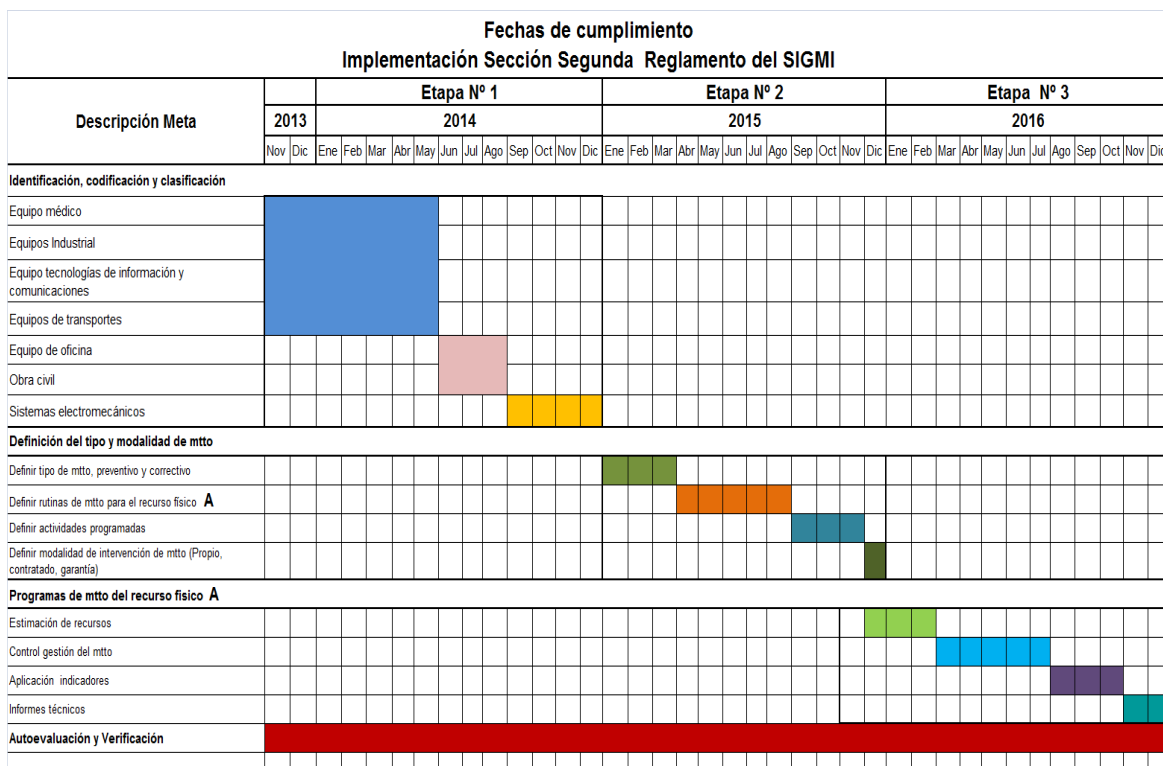 Fechas de cumplimiento
Implementación Sección Segunda Reglamento del SIGMI
Descripción Meta
Etapa Nº 1
Etapa Nº 2
Etapa Nº 3
2013
2014
2015
2016
Nov Dic Ene Feb Mar Abr May Jun Jul Ago Sep Oct Nov Dic Ene Feb Mar Abr May Jun Jul Ago Sep Oct Nov Dic Ene Feb Mar Abr May Jun Jul Ago Sep Oct Nov Dic
Identificación, codificación y clasificación
Equipo médico
Equipos Industrial
Equipo tecnologías de información y
comunicaciones
Equipos de transportes
Equipo de oficina
Obra civil
Sistemas electromecánicos
Definición del tipo y modalidad de mtto
Definir tipo de mtto, preventivo y correctivo
Definir rutinas de mtto para el recurso físico A
Definir actividades programadas
Definir modalidad de intervención de mtto (Propio,
contratado, garantía)
Programas de mtto del recurso fisico A
Estimación de recursos
Control gestión del mtto
Aplicación indicadores
Informes técnicos
Autoevaluación y Verificación